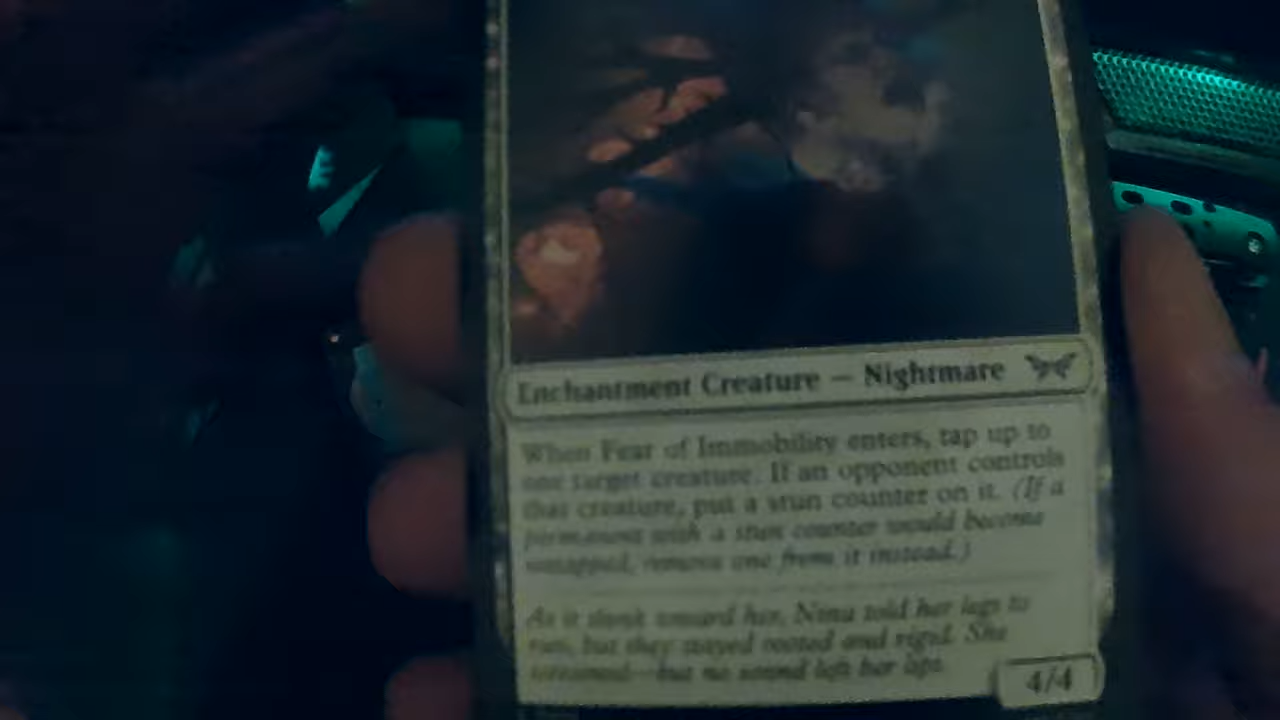 Enchantment Creature — Nightmare
When Fear of Immobility enters, tap up to
one target creature. If an opponent controls
that creature, put a stun counter on it. (If a
permanent with a stun counter would become
untapped, remove one from it instead.)
As it slunk toward her, Nena told her legs to
run, but they stayed rooted and rigid. She
screamed—but no sound left her lips.
4/4